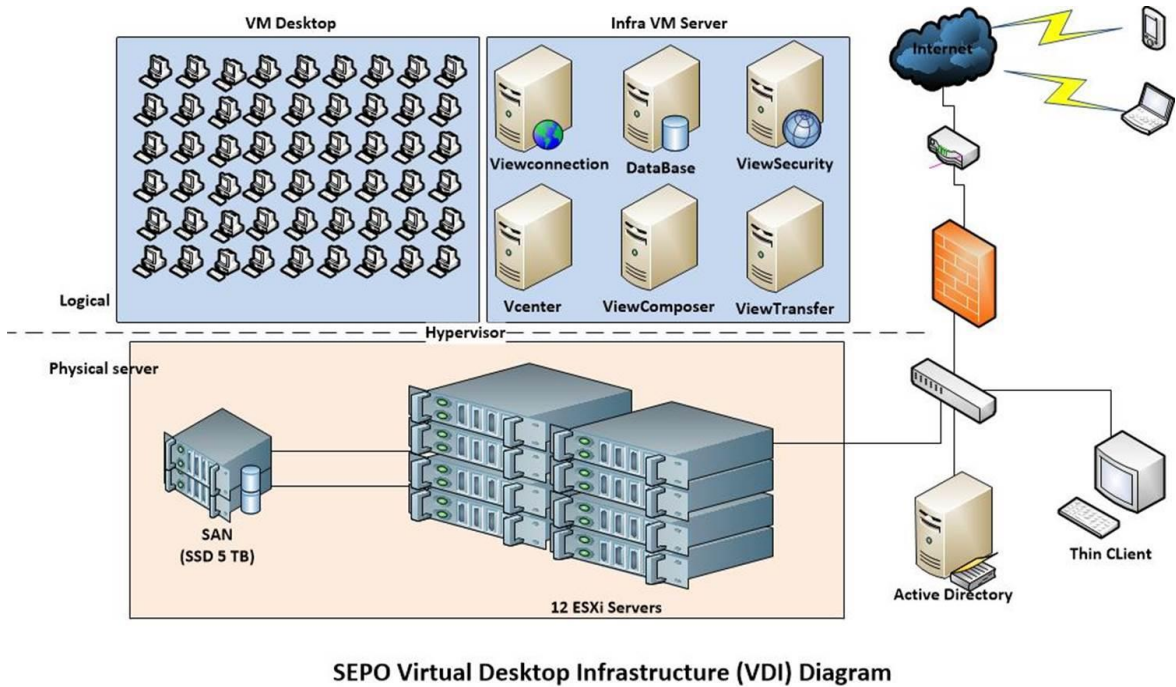 VM Desktop
Infra VM Server
Internet
Viewconnection
DataBase
ViewSecurity
Vcenter
ViewComposer
ViewTransfer
Logical
Hypervisor
Physical server
SAN
(SSD 5 TB)
12 ESXi Servers
Active Directory
Thin CLient
SEPO Virtual Desktop Infrastructure (VDI) Diagram